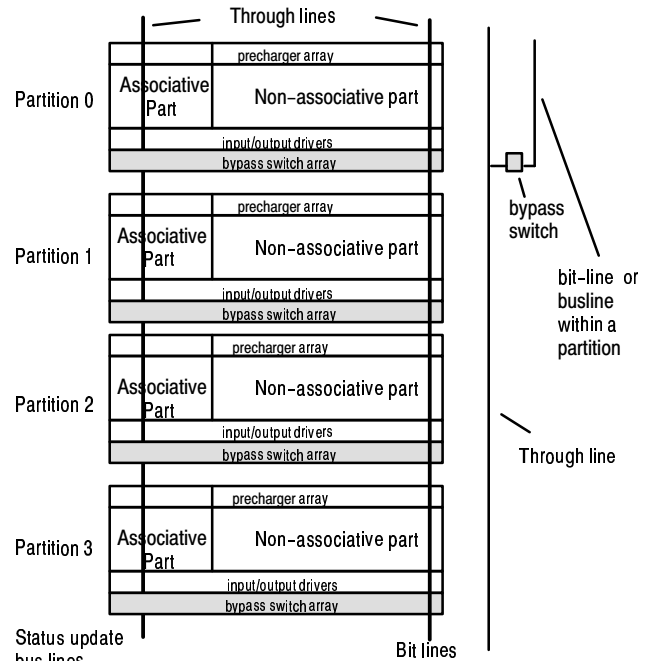 Through lines
precharger array
Partition 0
Associative
Part
Non-associative part
input/output drivers
bypass switch array
precharger array
Partition 1
Associative
Part
Non-associative part
input/output drivers
bypass switch array
precharger array
Partition 2
Associative
Part
Non-associative part
input/output drivers
bypass switch array
precharger array
Partition 3
Associative
Part
Non-associative part
input/output drivers
bypass switch array
Status update
bus lines
Bit lines
bypass
switch
bit-line or
busline
within a
partition
Through line